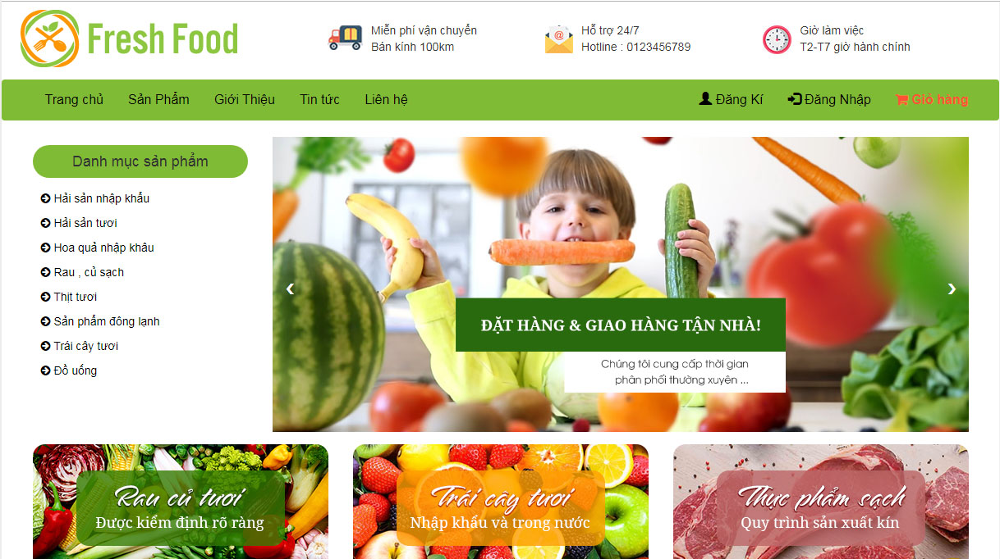 Fresh Food
Miễn phí vận chuyển
Bán kính 100km
@
Hỗ trợ 24/7
Hotline : 0123456789
Giờ làm việc
T2-T7 giờ hành chính
Trang chủ
Sản Phẩm
Giới Thiệu
Tin tức
Liên hệ
Đăng Kí
Đăng Nhập
Giỏ hàng
Danh mục sản phẩm
Hải sản nhập khẩu
Hải sản tươi
Hoa quả nhập khâu
Rau , củ sạch
Thịt tươi
Sản phẩm đông lạnh
Trái cây tươi
Đồ uống
ĐẶT HÀNG & GIAO HÀNG TẬN NHÀ!
Chúng tôi cung cấp thời gian
phân phối thường xuyên ...
Rau củ tươi
Được kiểm định rõ ràng
Trái cây tươi
Nhập khẩu và trong nước
Thực phẩm sạch
Quy trình sản xuất kín